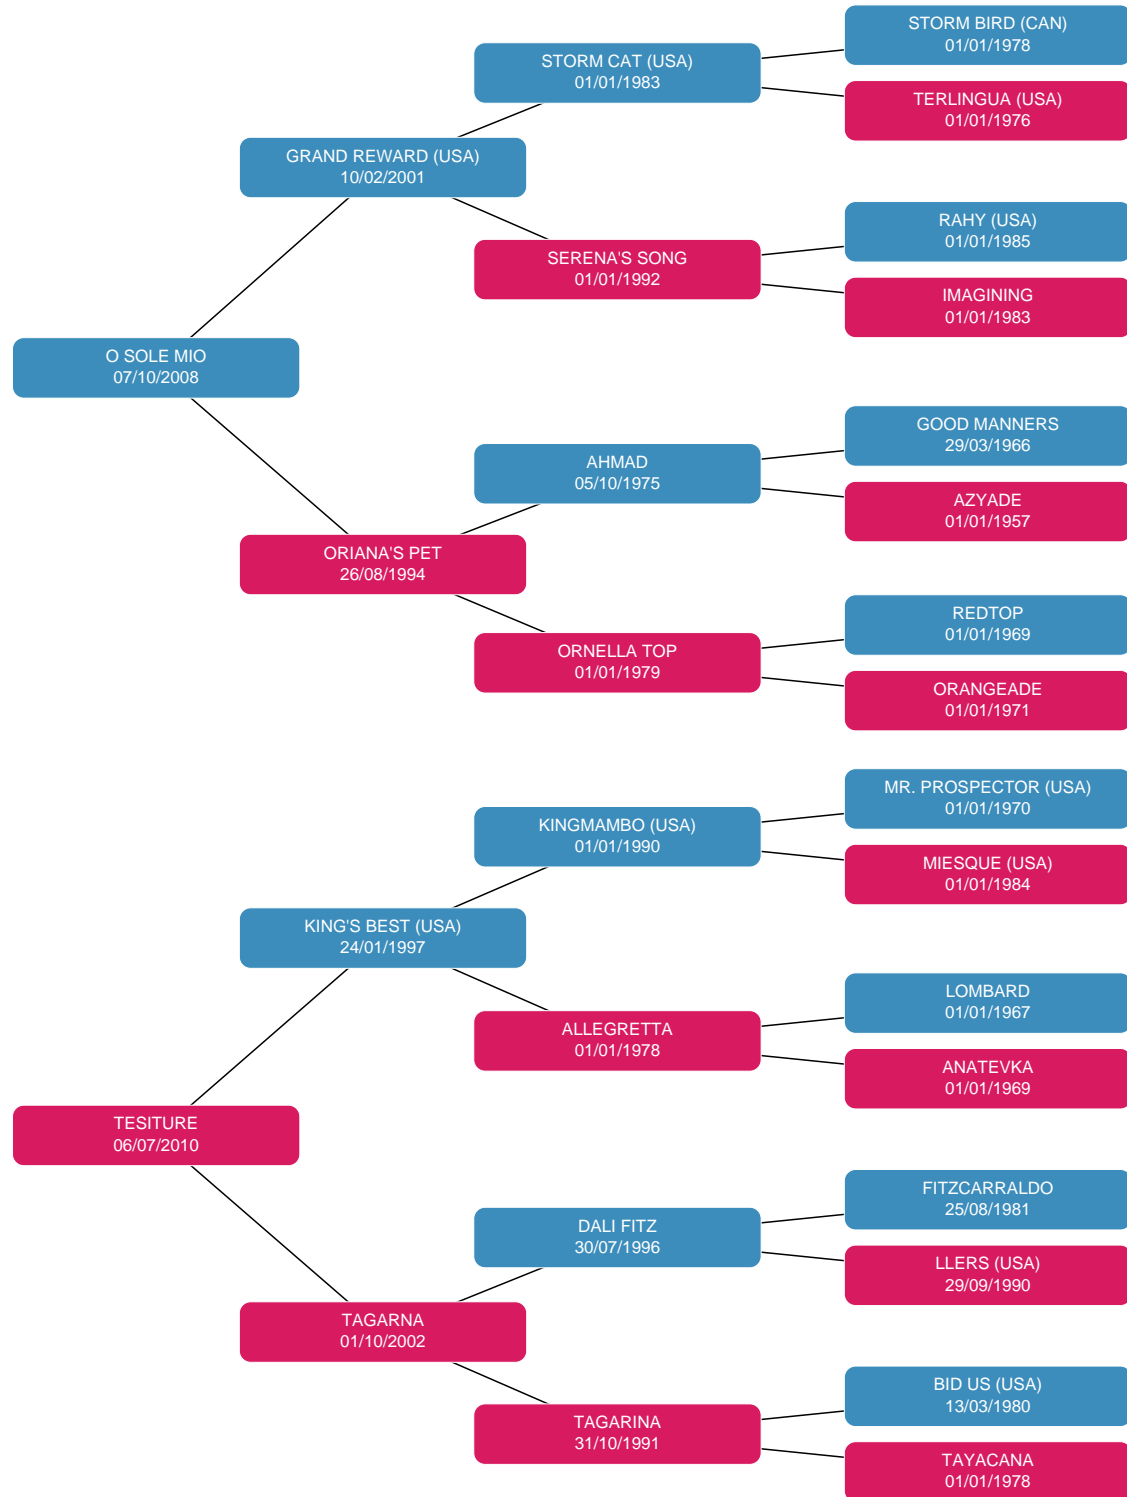 STORM BIRD (CAN)
01/01/1978
STORM CAT (USA)
01/01/1983
TERLINGUA (USA)
01/01/1976
GRAND REWARD (USA)
10/02/2001
RAHY (USA)
01/01/1985
SERENA'S SONG
01/01/1992
IMAGINING
01/01/1983
O SOLE MIO
07/10/2008
GOOD MANNERS
29/03/1966
AHMAD
05/10/1975
AZYADE
01/01/1957
ORIANA'S PET
26/08/1994
REDTOP
01/01/1969
ORNELLA TOP
01/01/1979
ORANGEADE
01/01/1971
MR. PROSPECTOR (USA)
01/01/1970
KINGMAMBO (USA)
01/01/1990
MIESQUE (USA)
01/01/1984
KING'S BEST (USA)
24/01/1997
LOMBARD
01/01/1967
ALLEGRETTA
01/01/1978
ANATEVKA
01/01/1969
TESITURE
06/07/2010
FITZCARRALDO
25/08/1981
DALI FITZ
30/07/1996
LLERS (USA)
29/09/1990
TAGARNA
01/10/2002
BID US (USA)
13/03/1980
TAGARINA
31/10/1991
TAYACANA
01/01/1978